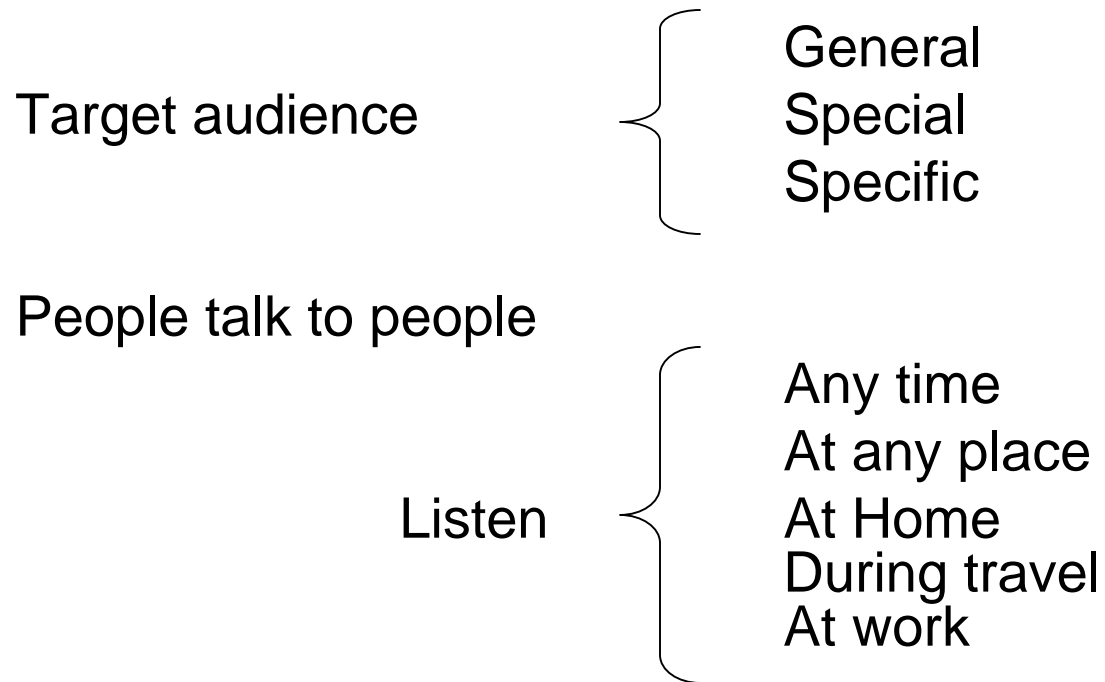 Target audience
General
Special
Specific
People talk to people
Listen
Any time
At any place
At Home
During travel
At work